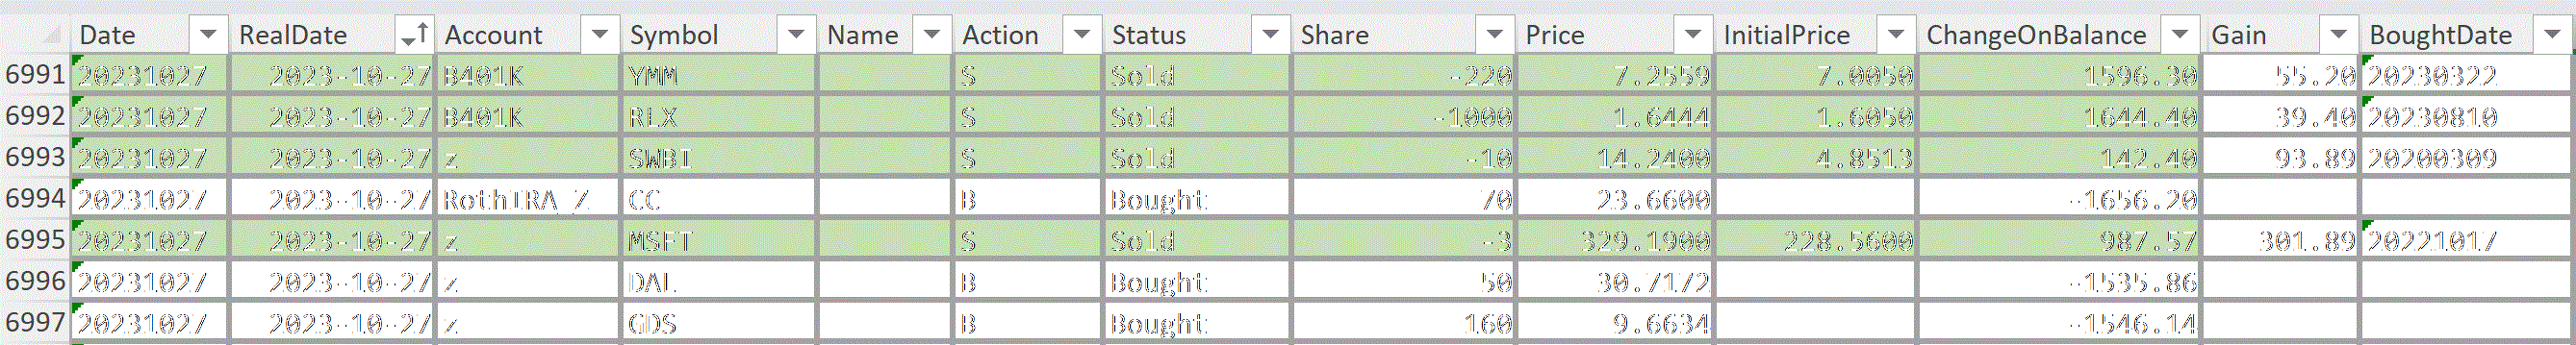 Date RealDate Account Symbol Name Action Status Share Price InitialPrice ChangeOnBalance Gain BoughtDate
6991 20231027 2023-10-27 B401K YMM S Sold -220 7.2559 7.0050 1596.30 55.20 20230322
6992 20231027 2023-10-27 B401K RLX S Sold -1000 1.6444 1.6050 1644.40 39.40 20230810
6993 20231027 2023-10-27 z SWBI S Sold -10 14.2400 4.8513 142.40 93.89 20200309
6994 20231027 2023-10-27 RothIRA_Z CC B Bought 70 23.6600 -1656.20
6995 20231027 2023-10-27 z MSFT S Sold -3 329.1900 228.5600 987.57 301.89 20221017
6996 20231027 2023-10-27 z DAL B Bought 50 30.7172 -1535.86
6997 20231027 2023-10-27 z GDS B Bought 160 9.6634 -1546.14